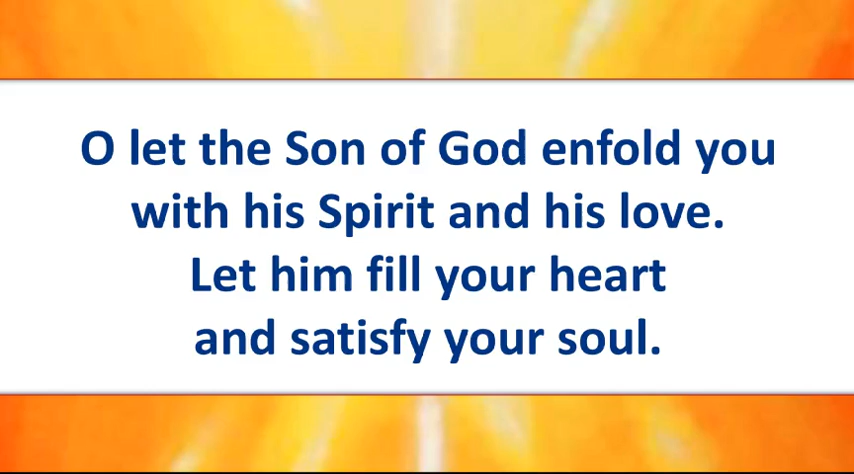 O let the Son of God enfold you
with his Spirit and his love.
Let him fill your heart
and satisfy your soul.